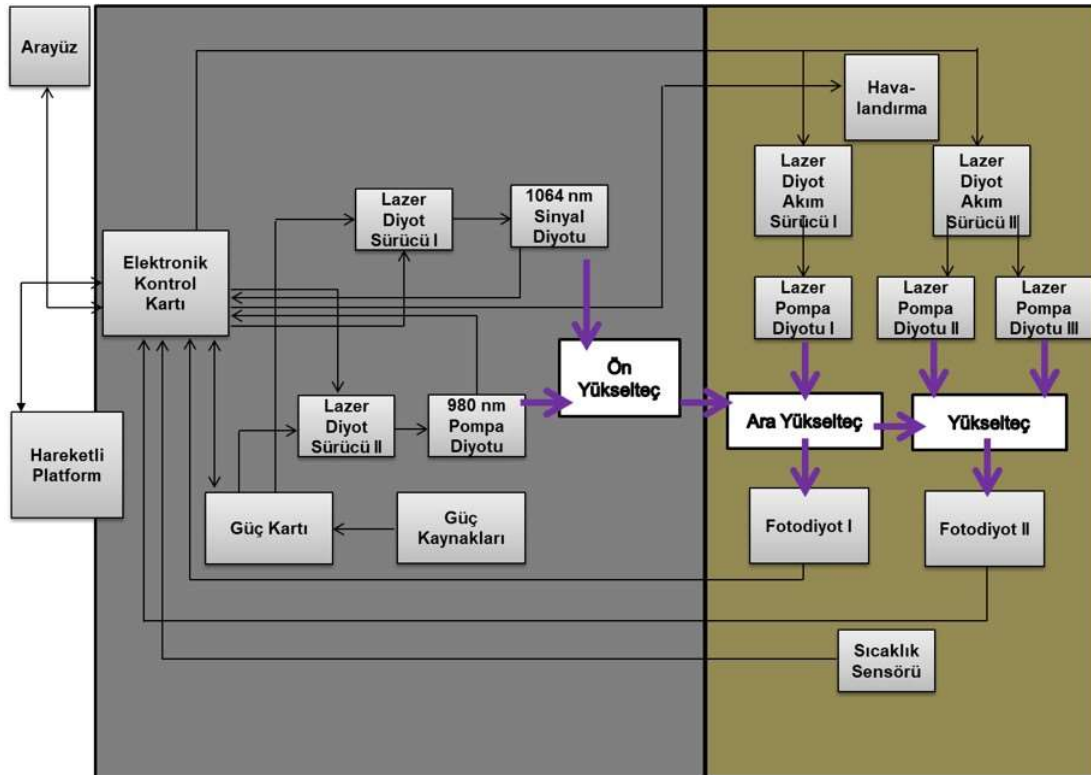 Arayüz
Hava-
landırma
Lazer
Diyot
Akım
Sürücü I
Lazer
Diyot
Akım
Sürücü II
Lazer
Diyot
Sürücü I
1064 nm
Sinyal
Diyotu
Elektronik
Kontrol
Kartı
Lazer
Pompa
Diyotu I
Lazer
Pompa
Diyotu II
Lazer
Pompa
Diyotu III
Ön
Yükselteç
Lazer
Diyot
Sürücü II
980 nm
Pompa
Diyotu
Ara Yükselteç
Yükselteç
Hareketli
Platform
Güç Kartı
Güç
Kaynakları
Fotodiyot I
Fotodiyot II
Sıcaklık
Sensörü